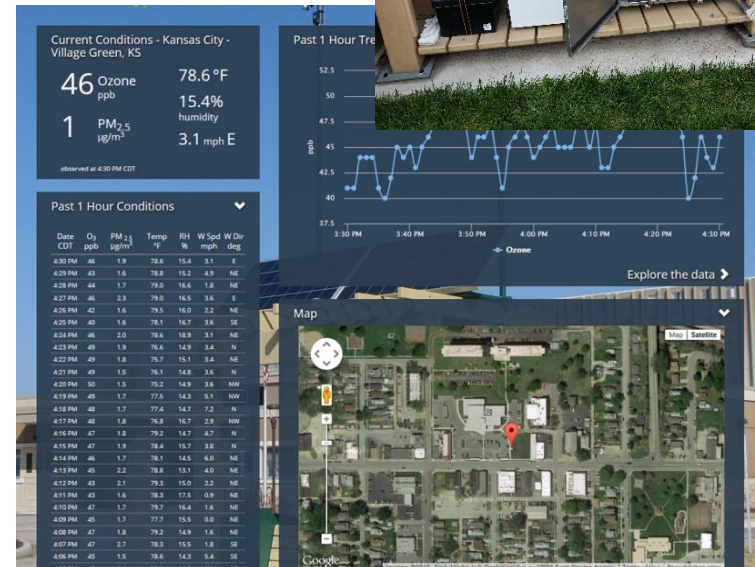 Current Conditions - Kansas City -
Village Green, KS
46 Ozone
ppb
78.6 °F
15.4%
humidity
1 PM2.5
µg/m³
3.1 mph E
observed at 4:30 PM CDT
Past 1 Hour Conditions
Date O3 PM 2.5 Temp RH W Spd W Dir
CDT ppb µg/m³ °F % mph deg
4:30 PM 46 1.9 78.6 15.4 3.1 E
4:29 PM 43 1.6 78.8 15.2 4.9 NE
4:28 PM 44 1.7 79.0 16.6 1.8 NE
4:27 PM 46 2.3 79.0 16.5 3.6 E
4:26 PM 42 1.6 79.5 16.0 2.2 NE
4:25 PM 40 1.6 78.1 16.7 3.6 SE
4:24 PM 46 2.0 78.6 18.9 3.1 NE
4:23 PM 49 1.9 76.6 14.9 3.4 N
4:22 PM 49 1.8 75.7 15.1 3.4 NE
4:21 PM 49 1.5 76.1 14.8 3.6 N
4:20 PM 50 1.5 75.2 14.9 3.6 NW
4:19 PM 49 1.7 77.5 14.3 5.1 NW
4:18 PM 48 1.7 77.4 14.7 7.2 N
4:17 PM 48 1.8 76.8 16.7 2.9 NW
4:16 PM 47 1.8 79.2 14.7 4.7 N
4:15 PM 47 1.9 78.4 15.7 3.8 N
4:14 PM 46 1.7 78.1 14.5 6.0 NE
4:13 PM 45 2.2 78.8 13.1 4.0 NE
4:12 PM 43 2.1 79.3 15.0 2.2 NE
4:11 PM 43 1.6 78.3 17.5 0.9 NE
4:10 PM 47 1.7 79.7 16.4 1.6 NE
4:09 PM 45 1.7 77.7 15.5 0.0 NE
4:08 PM 47 1.8 79.2 14.9 1.6 NE
4:07 PM 47 2.7 78.3 15.5 1.8 SE
4:06 PM 45 1.5 78.6 14.3 5.4 SE
Past 1 Hour Tre
52.5
50
47.5
45
42.5
40
37.5
ppb
3:30 PM 3:40 PM 3:50 PM 4:00 PM 4:10 PM 4:20 PM 4:30 PM
Ozone
Explore the data
Map
Map Satellite
Google